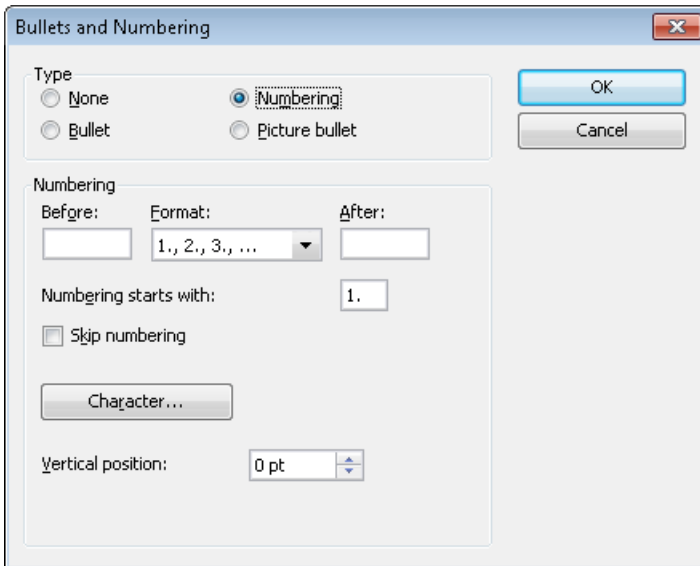 Bullets and Numbering
Type
None
Numbering
Bullet
Picture bullet
OK
Cancel
Numbering
Before:
Format:
After:
1., 2., 3., ...
Numbering starts with:
1.
Skip numbering
Character...
Vertical position:
0 pt